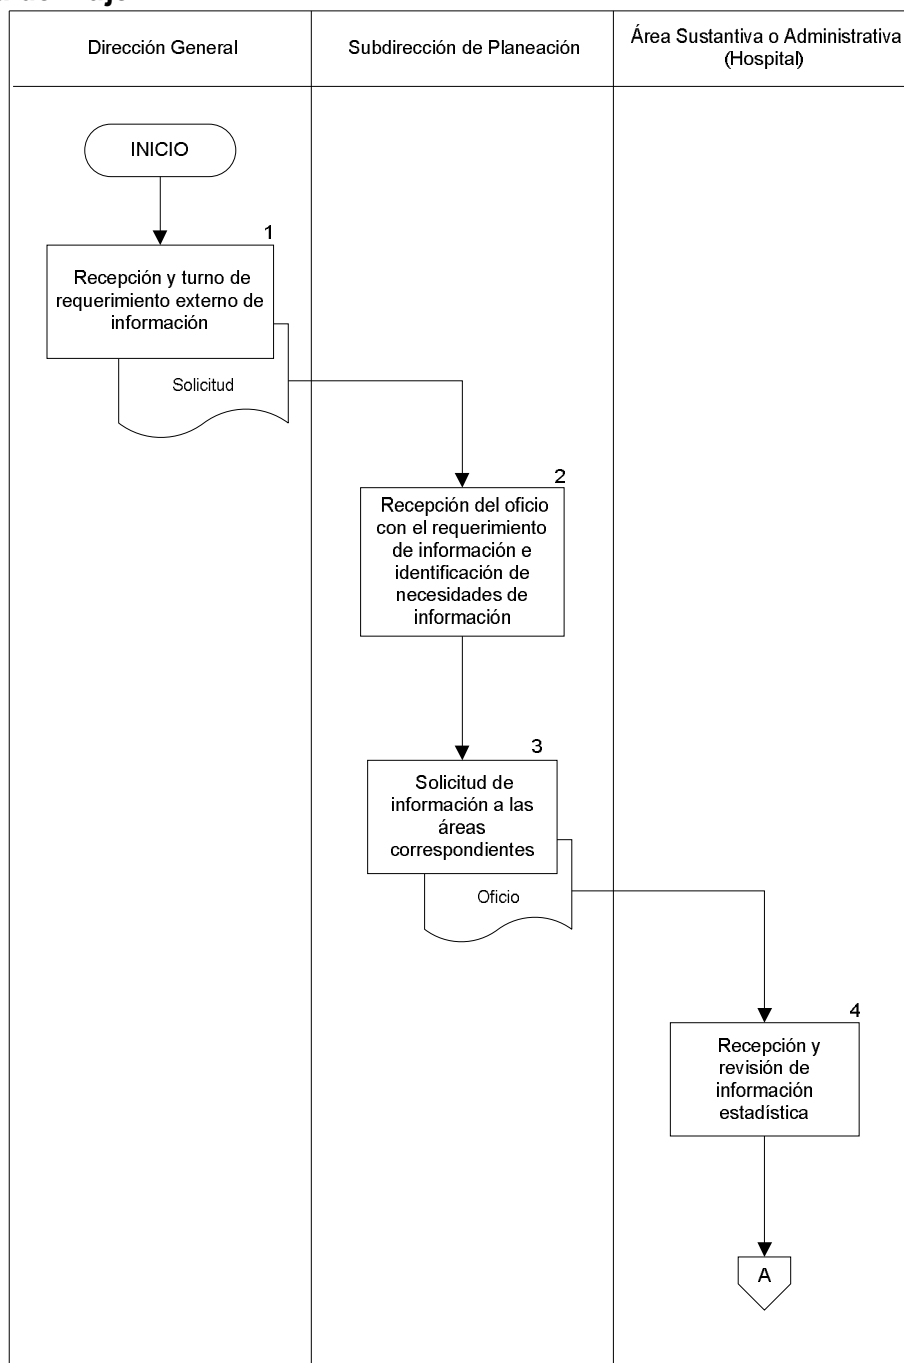 Dirección General
Subdirección de Planeación
Área Sustantiva o Administrativa
(Hospital)
INICIO
1
Recepción y turno de
requerimiento externo de
información
Solicitud
2
Recepción del oficio
con el requerimiento
de información e
identificación de
necesidades de
información
3
Solicitud de
información a las
áreas
correspondientes
Oficio
4
Recepción y
revisión de
información
estadística
A